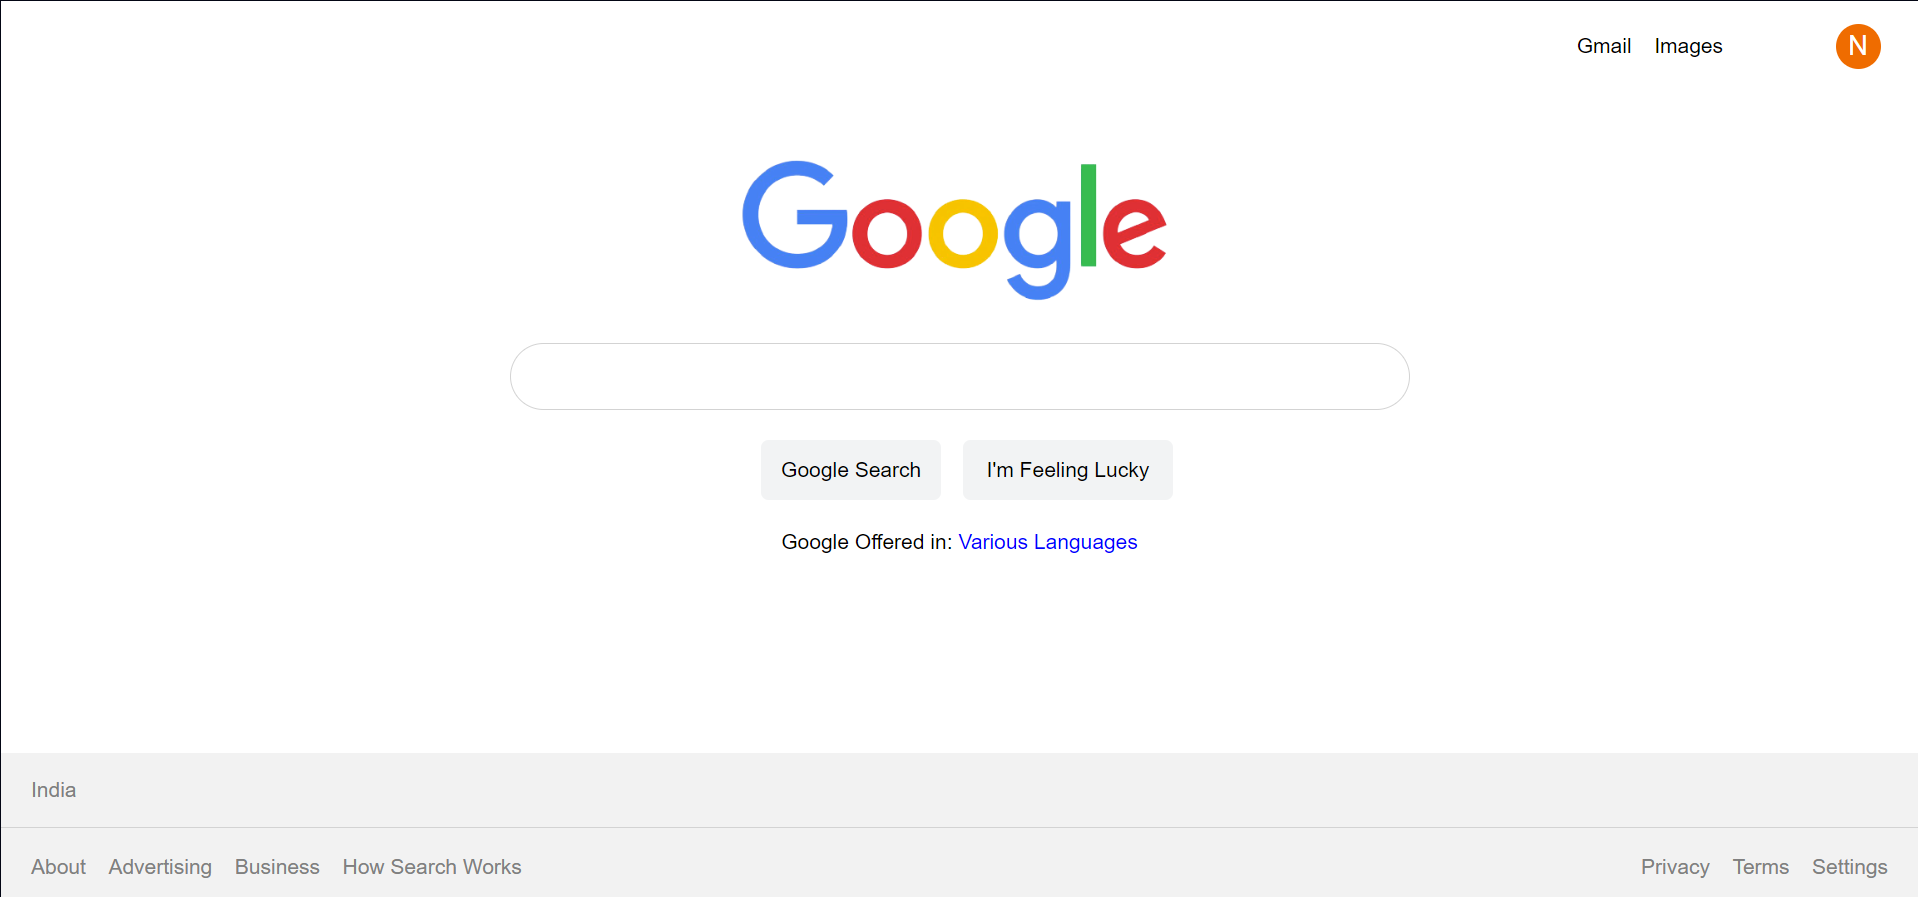 Gmail Images N
Google
Google Search I'm Feeling Lucky
Google Offered in: Various Languages
India
About Advertising Business How Search Works Privacy Terms Settings